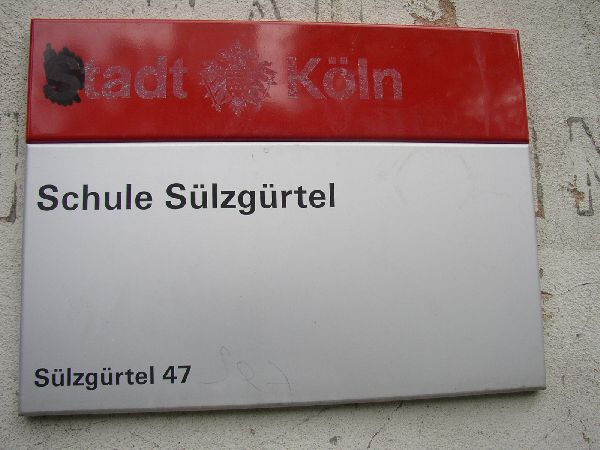 Stadt Köln
Schule Sülzgürtel
Sülzgürtel 47